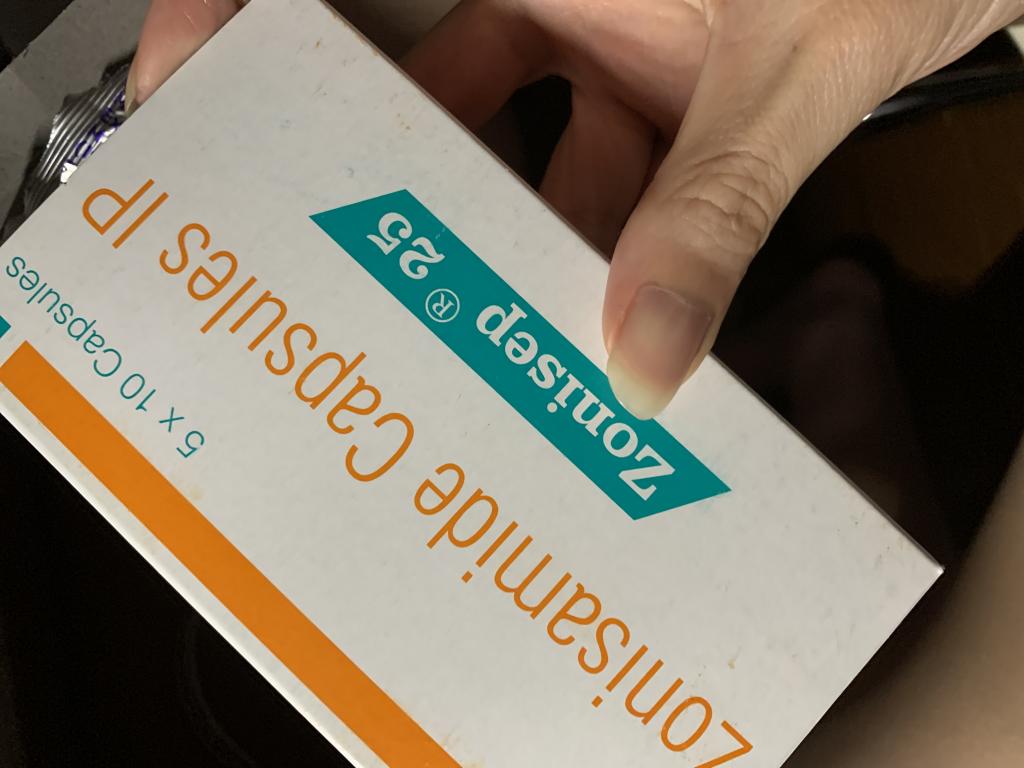 Zonisep ® 25
Zonisamide Capsules IP
5 x 10 Capsules